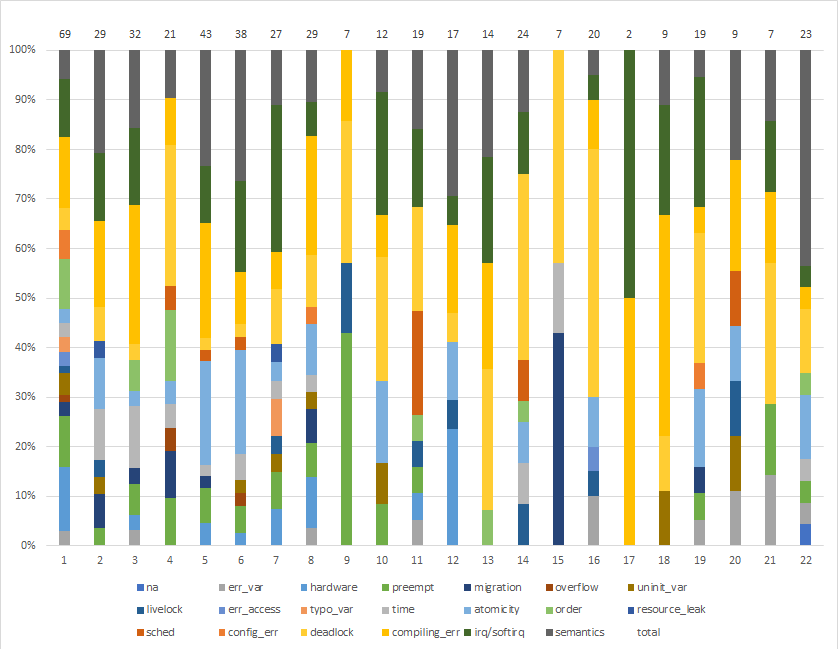 69 29 32 21 43 38 27 29 7 12 19 17 14 24 7 20 2 9 19 9 7 23
100%
90%
80%
70%
60%
50%
40%
30%
20%
10%
0%
1 2 3 4 5 6 7 8 9 10 11 12 13 14 15 16 17 18 19 20 21 22
na err_var hardware preempt migration overflow uninit_var
livelock err_access typo_var time atomicity order resource_leak
sched config_err deadlock compiling_err irq/softirq semantics total